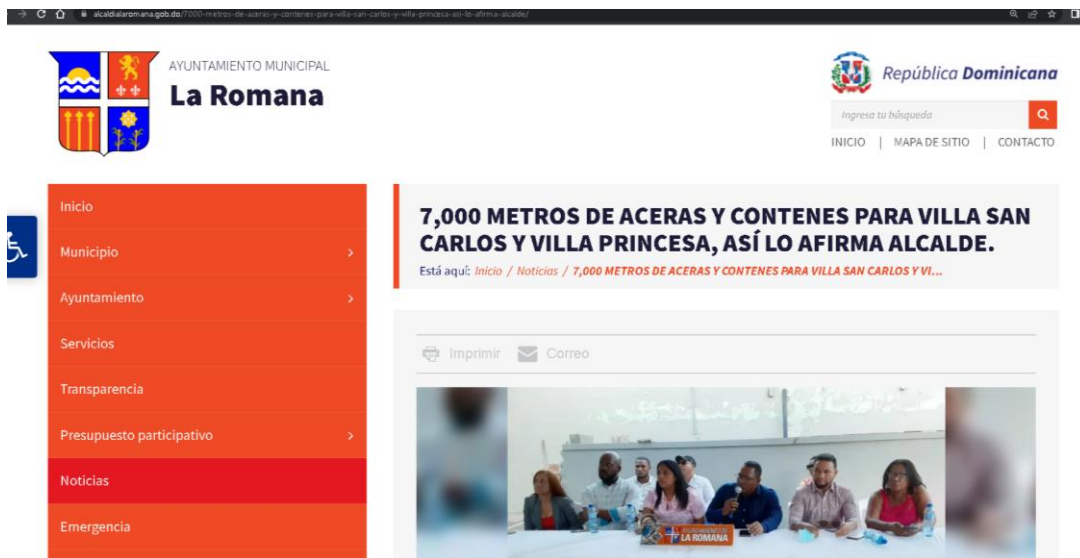 alcaldialaromana.gob.do/7000-metros-de-aceras-y-contenes-para-villa-san-carlos-y-villa-princesa-asi-lo-afirma-alcalde/
AYUNTAMIENTO MUNICIPAL
La Romana
República Dominicana
Ingresa tu búsqueda
INICIO | MAPA DE SITIO | CONTACTO
Inicio
Municipio
Ayuntamiento
Servicios
Transparencia
Presupuesto participativo
Noticias
Emergencia
7,000 METROS DE ACERAS Y CONTENES PARA VILLA SAN
CARLOS Y VILLA PRINCESA, ASÍ LO AFIRMA ALCALDE.
Está aquí: Inicio / Noticias / 7,000 METROS DE ACERAS Y CONTENES PARA VILLA SAN CARLOS Y VI...
Imprimir Correo
AYUNTAMIENTO DE
LA ROMANA